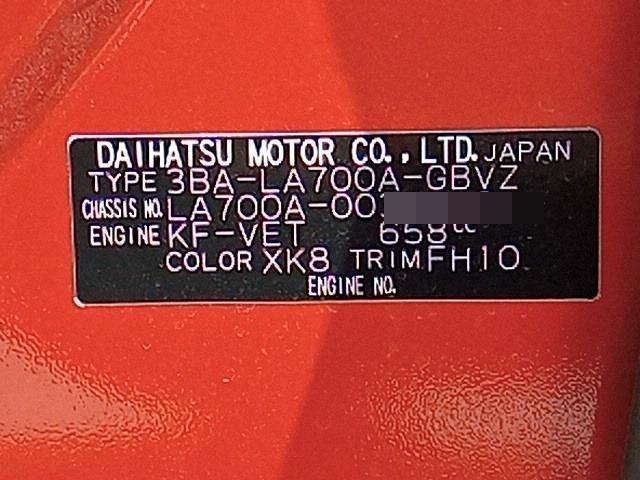 DAIHATSU MOTOR CO., LTD. JAPAN
TYPE 3BA-LA700A-GBVZ
CHASSIS NO. LA700A-00
ENGINE KF-VET 658cc
COLOR XK8 TRIM FH10
ENGINE NO.